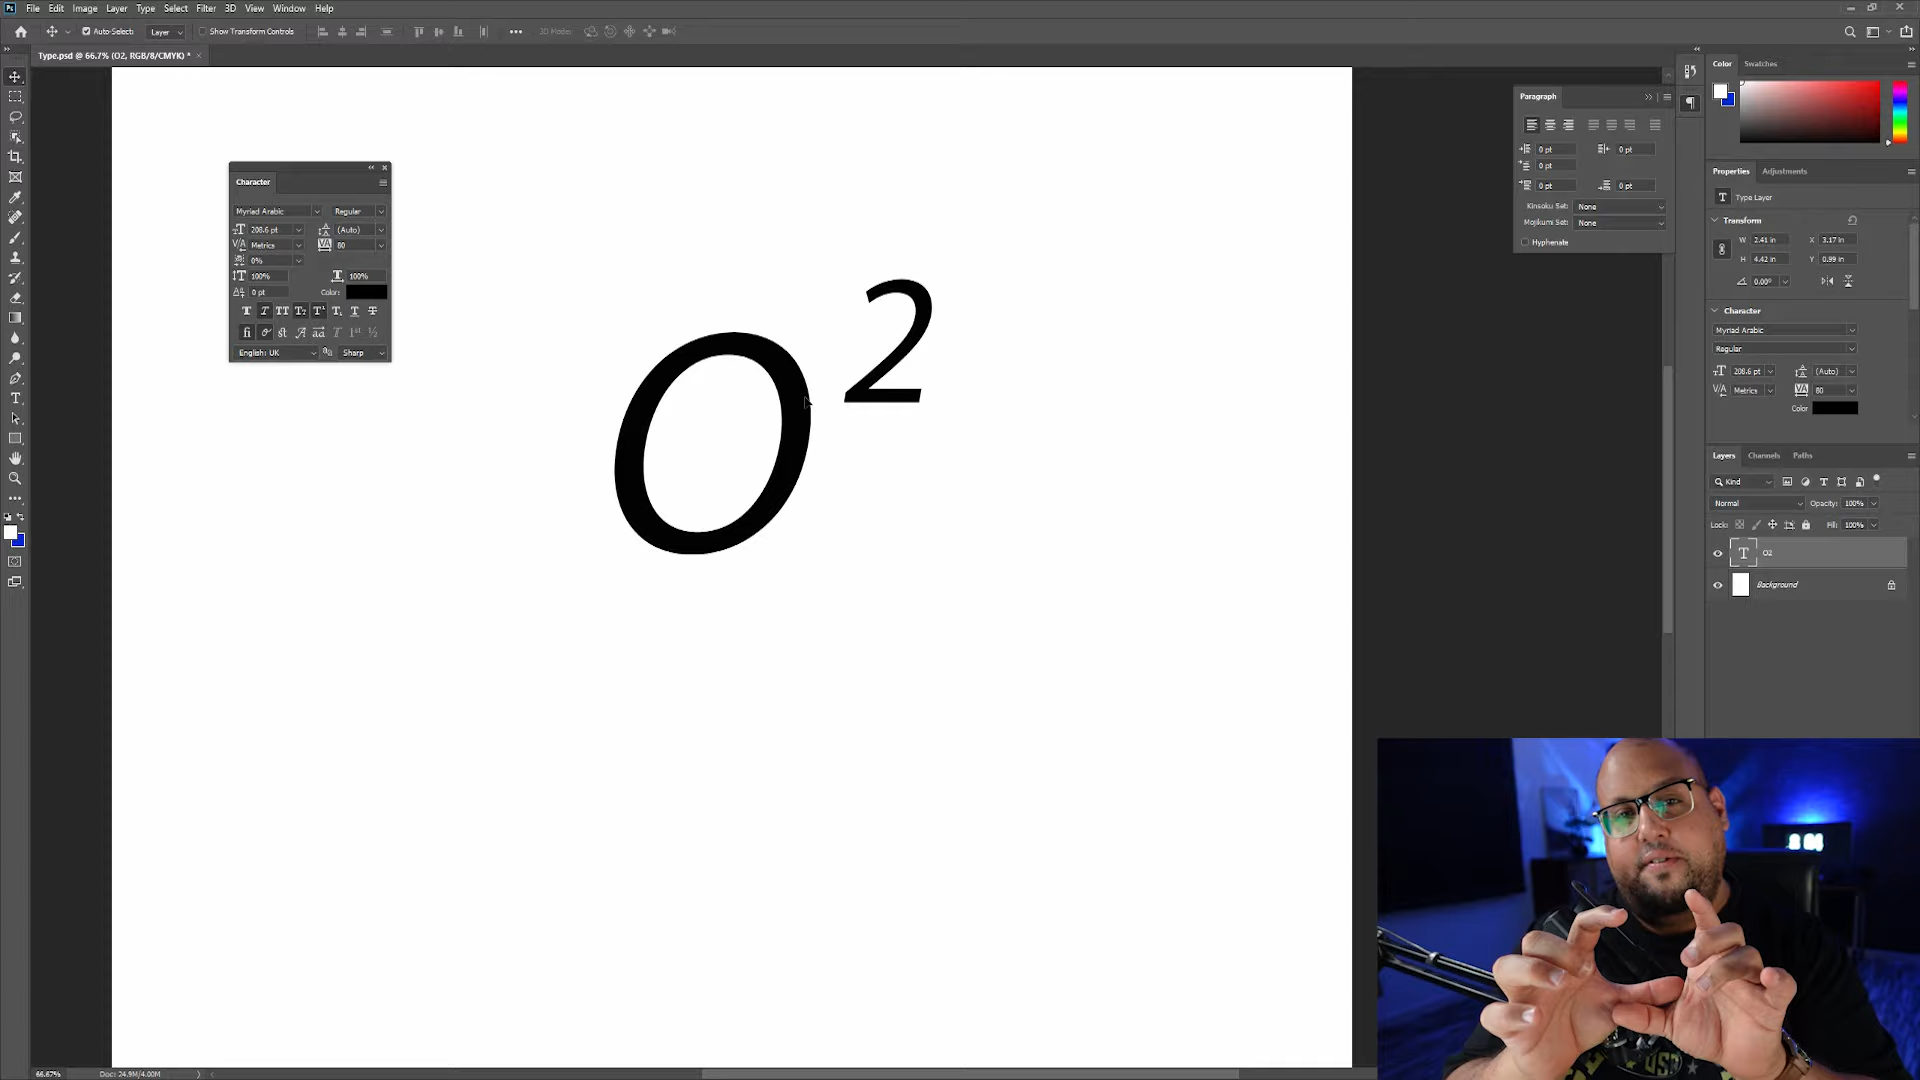 Ps File Edit Image Layer Type Select Filter 3D View Window Help
Auto-Select: Layer Show Transform Controls 3D Mode:
Type.psd @ 66.7% (O2, RGB/8/CMYK) *
Character
Myriad Arabic Regular
208.6 pt (Auto)
Metrics 80
0%
100% 100%
0 pt Color:
English: UK Sharp
O2
Paragraph
0 pt 0 pt
0 pt
0 pt 0 pt
Kinsoku Set: None
Mojikumi Set: None
Hyphenate
Color Swatches
Properties Adjustments
Type Layer
Transform
W 2.41 in X 3.17 in
H 4.42 in Y 0.99 in
0.00°
Character
Myriad Arabic
Regular
208.6 pt (Auto)
Metrics 80
Color
Layers Channels Paths
Kind
Normal Opacity: 100%
Lock: Fill: 100%
O2
Background
66.67% Doc: 24.9M/4.00M